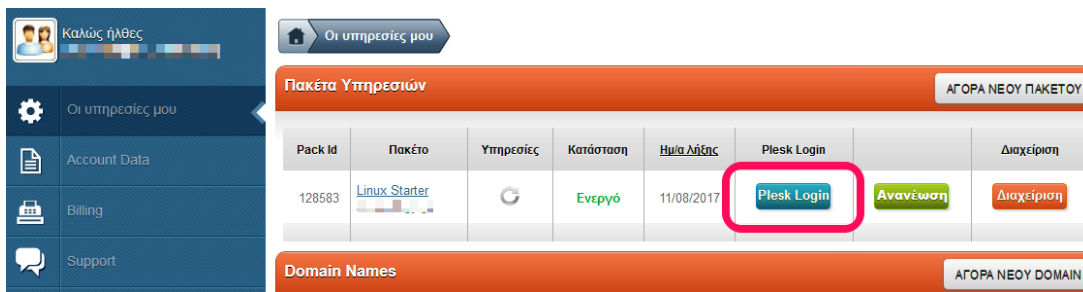 Καλώς ήλθες
Οι υπηρεσίες μου
Account Data
Billing
Support
Οι υπηρεσίες μου
Πακέτα Υπηρεσιών
ΑΓΟΡΑ ΝΕΟΥ ΠΑΚΕΤΟΥ
Pack Id Πακέτο Υπηρεσίες Κατάσταση Ημ/α Λήξης Plesk Login Διαχείριση
128583 Linux Starter Ενεργό 11/08/2017 Plesk Login Ανανέωση Διαχείριση
Domain Names
ΑΓΟΡΑ ΝΕΟΥ DOMAIN